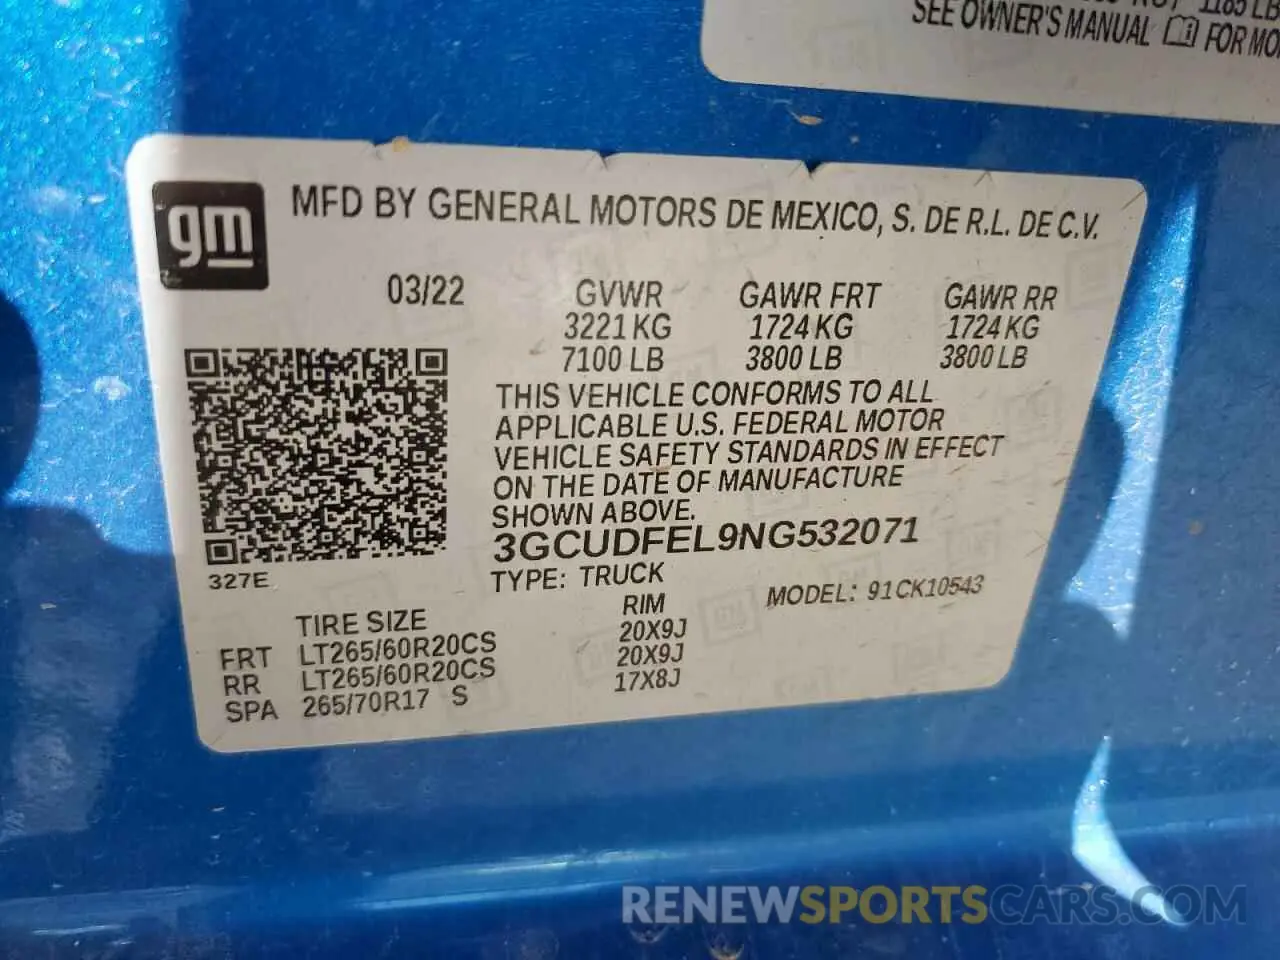 1185 LB
SEE OWNER'S MANUAL FOR
gm
MFD BY GENERAL MOTORS DE MEXICO, S. DE R.L. DE C.V.
03/22 GVWR GAWR FRT GAWR RR
3221 KG 1724 KG 1724 KG
7100 LB 3800 LB 3800 LB
THIS VEHICLE CONFORMS TO ALL
APPLICABLE U.S. FEDERAL MOTOR
VEHICLE SAFETY STANDARDS IN EFFECT
ON THE DATE OF MANUFACTURE
SHOWN ABOVE.
3GCUDFEL9NG532071
327E
TYPE: TRUCK MODEL: 91CK10543
TIRE SIZE RIM
FRT LT265/60R20CS 20X9J
RR LT265/60R20CS 20X9J
SPA 265/70R17 S 17X8J
RENEWSPORTSCARS.COM